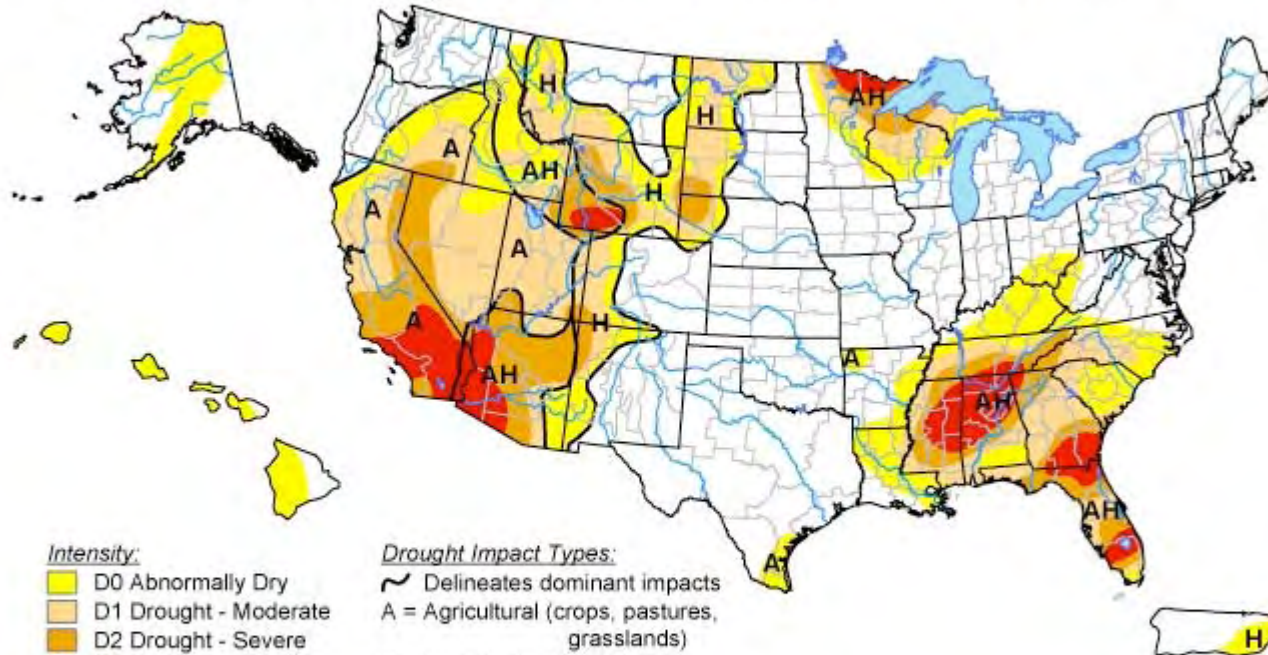 H
AH
H
A
AH
H
A
A
A
H
A
AH
AH
AH
A
H
Intensity:
D0 Abnormally Dry
D1 Drought - Moderate
D2 Drought - Severe
Drought Impact Types:
Delineates dominant impacts
A = Agricultural (crops, pastures,
grasslands)